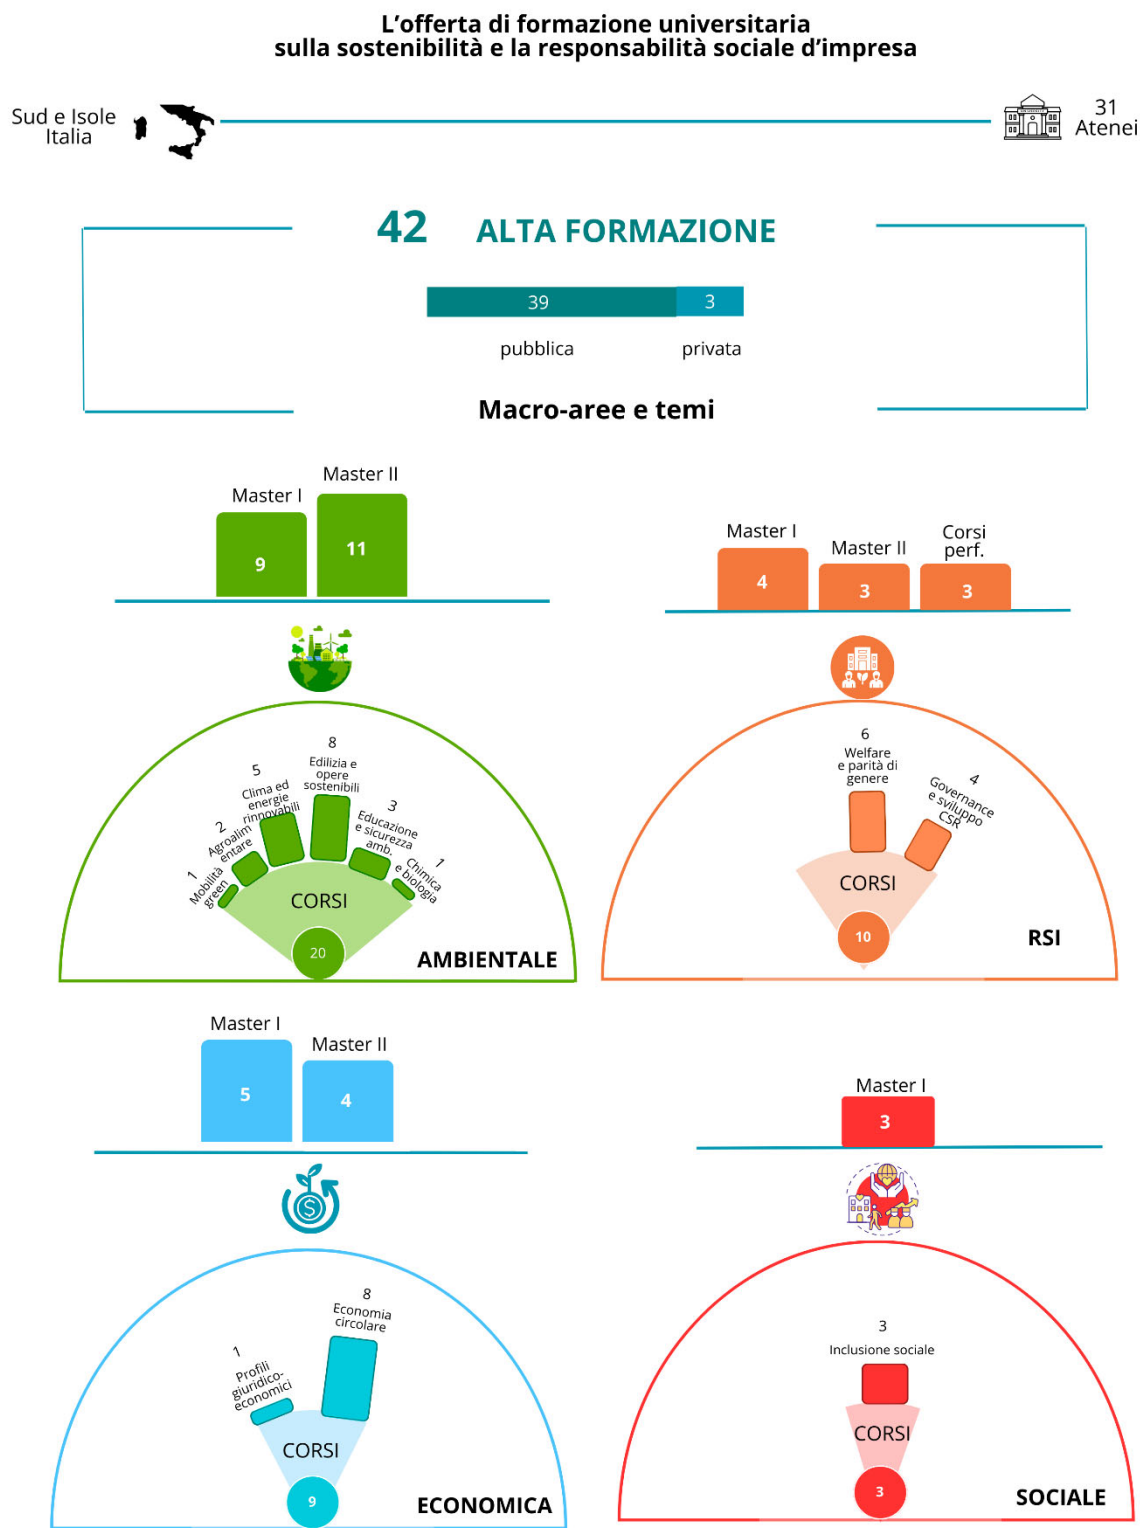 L’offerta di formazione universitaria
sulla sostenibilità e la responsabilità sociale d’impresa
Sud e Isole
Italia
31
Atenei
42 ALTA FORMAZIONE
39
3
pubblica
privata
Macro-aree e temi
Master I
Master II
9
11
Master I
Master II
Corsi
perf.
4
3
3
1
Mobilità
green
2
Agroalim
entare
5
Clima ed
energie
rinnovabili
8
Edilizia e
opere
sostenibili
3
Educazione
e sicurezza
amb.
1
Chimica
e biologia
CORSI
20
AMBIENTALE
6
Welfare
e parità di
genere
4
Governance
e sviluppo
CSR
CORSI
10
RSI
Master I
Master II
5
4
Master I
3
1
Profili
giuridico-
economici
8
Economia
circolare
CORSI
9
ECONOMICA
3
Inclusione sociale
CORSI
3
SOCIALE